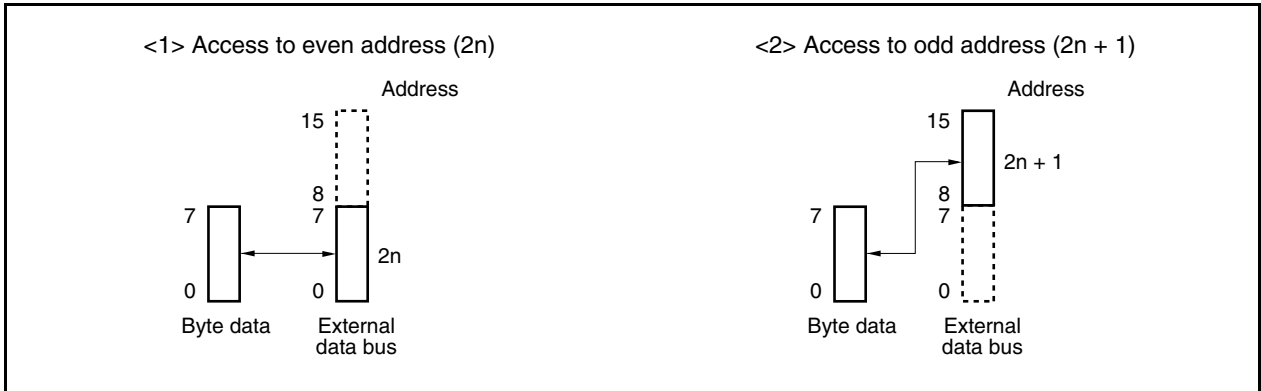 <1> Access to even address (2n)
Address
15
8
7
7
2n
0
0
Byte data
External
data bus
<2> Access to odd address (2n + 1)
Address
15
2n + 1
8
7
7
0
0
Byte data
External
data bus